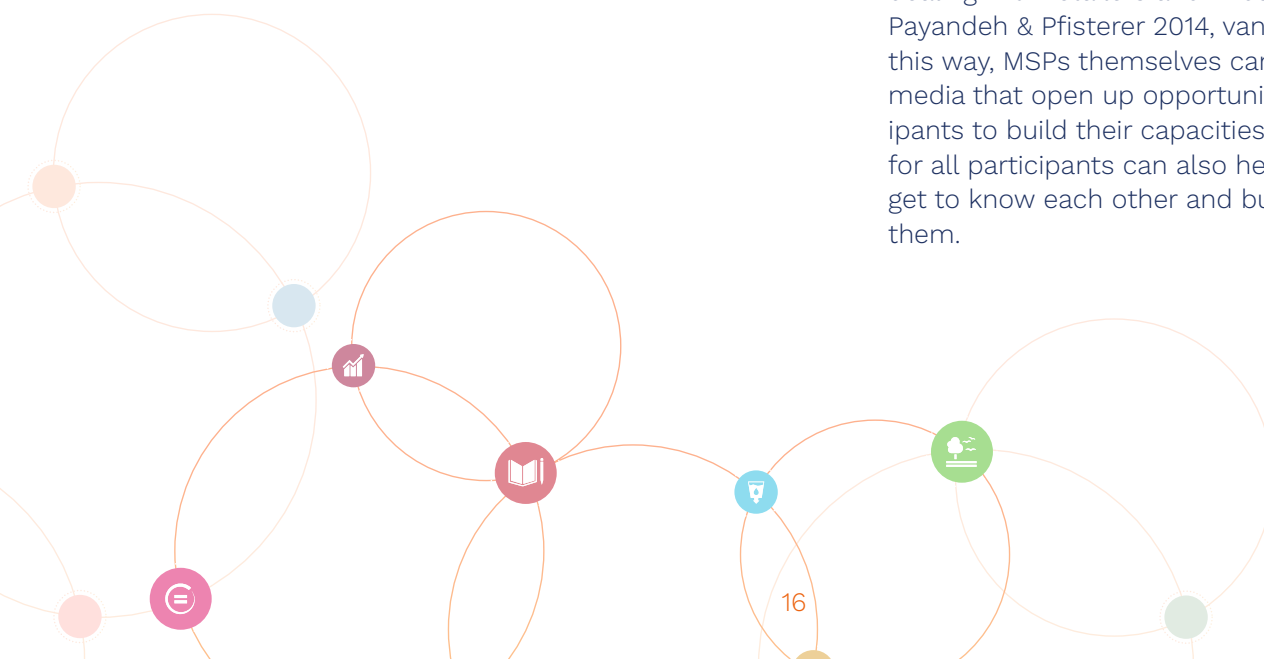 Payandeh & Pfisterer 2014, van
this way, MSPs themselves can
media that open up opportuni
ipants to build their capacities
for all participants can also he
get to know each other and bu
them.
16